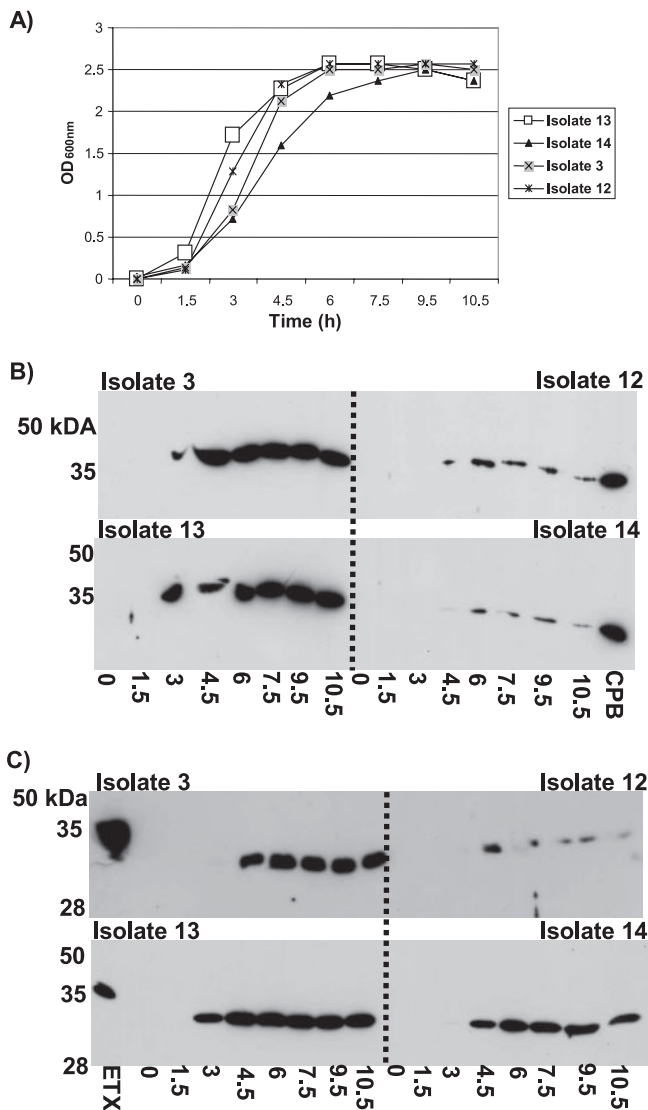 A)
3
2.5
2
1.5
1
0.5
0
OD600nm
0 1.5 3 4.5 6 7.5 9.5 10.5
Time (h)
Isolate 13
Isolate 14
Isolate 3
Isolate 12
B)
Isolate 3 Isolate 12
50 kDA
35
Isolate 13 Isolate 14
50
35
0 1.5 3 4.5 6 7.5 9.5 10.5 0 1.5 3 4.5 6 7.5 9.5 10.5 CPB
C)
Isolate 3 Isolate 12
50 kDa
35
28
Isolate 13 Isolate 14
50
35
28
ETX 0 1.5 3 4.5 6 7.5 9.5 10.5 0 1.5 3 4.5 6 7.5 9.5 10.5